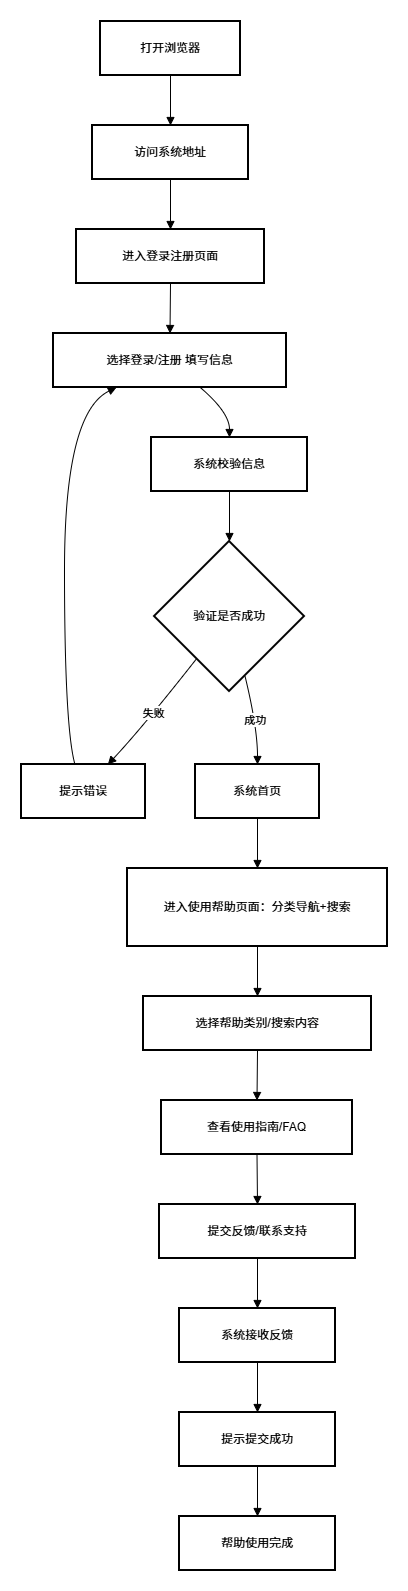 打开浏览器
访问系统地址
进入登录注册页面
选择登录/注册 填写信息
系统校验信息
验证是否成功
失败
成功
提示错误
系统首页
进入使用帮助页面：分类导航+搜索
选择帮助类别/搜索内容
查看使用指南/FAQ
提交反馈/联系支持
系统接收反馈
提示提交成功
帮助使用完成